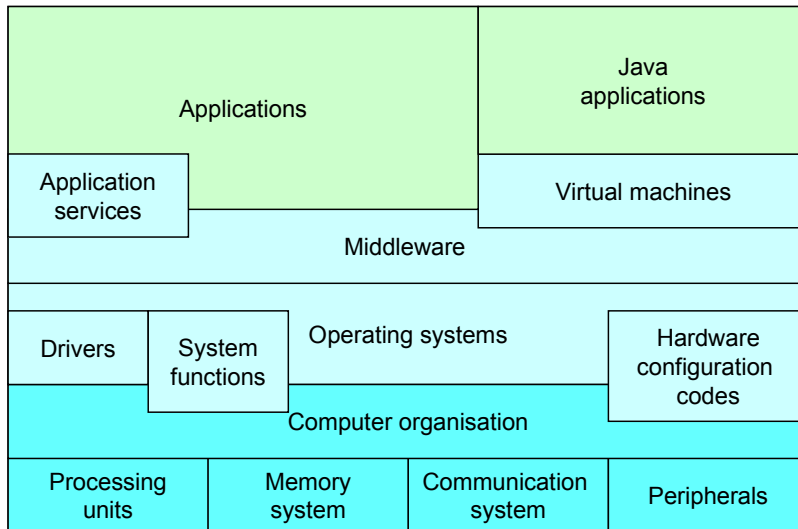 Applications
Java
applications
Application
services
Virtual machines
Middleware
Drivers
System
functions
Operating systems
Hardware
configuration
codes
Computer organisation
Processing
units
Memory
system
Communication
system
Peripherals